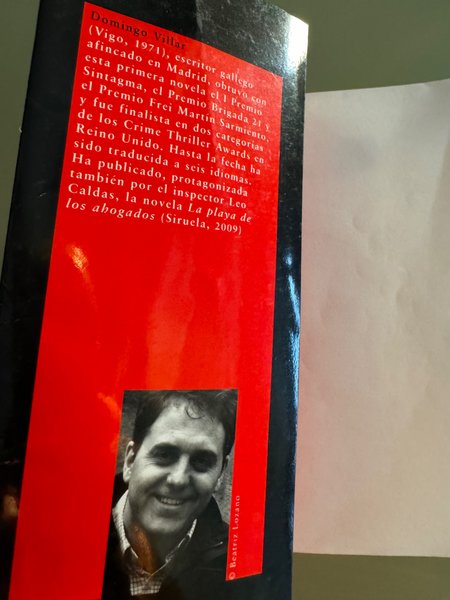 Domingo Villar
(Vigo, 1971), escritor gallego
afincado en Madrid, obtuvo con
esta primera novela el I Premio
Sintagma, el Premio Brigada 21 y
el Premio Frei Martín Sarmiento,
y fue finalista en dos categorías
de los Crime Thriller Awards en
Reino Unido. Hasta la fecha ha
sido traducida a seis idiomas.
Ha publicado, protagonizada
también por el inspector Leo
Caldas, la novela La playa de
los ahogados (Siruela, 2009)
© Beatriz Lozano